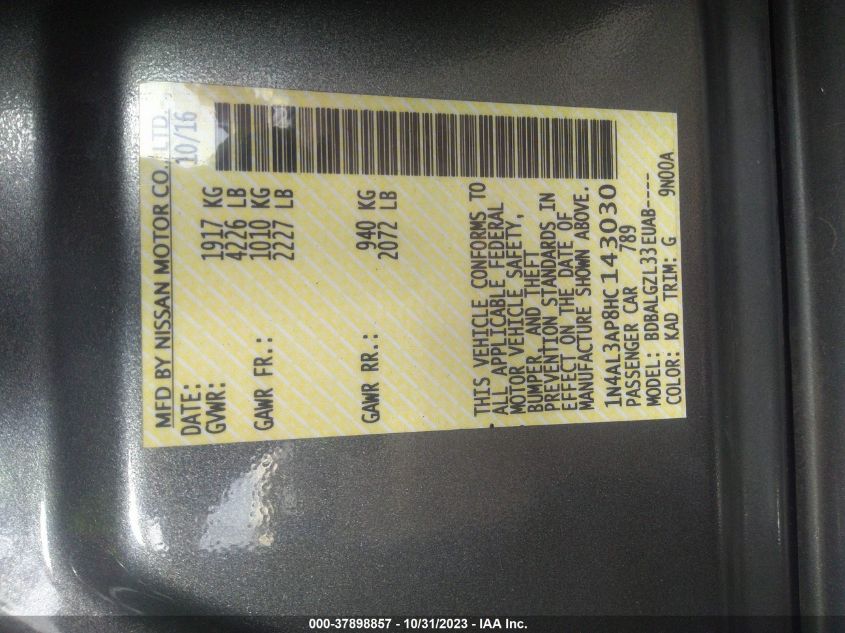 MFD BY NISSAN MOTOR CO., LTD.
DATE: 10/16
GVWR: 1917 KG
4226 LB
GAWR FR.: 1010 KG
2227 LB
GAWR RR.: 940 KG
2072 LB
THIS VEHICLE CONFORMS TO
ALL APPLICABLE FEDERAL
MOTOR VEHICLE SAFETY,
BUMPER, AND THEFT
PREVENTION STANDARDS IN
EFFECT ON THE DATE OF
MANUFACTURE SHOWN ABOVE.
1N4AL3AP8HC143030
PASSENGER CAR 789
MODEL: BDBALGZL33EUAB----
COLOR: KAD TRIM: G 9N00A
000-37898857 - 10/31/2023 - IAA Inc.